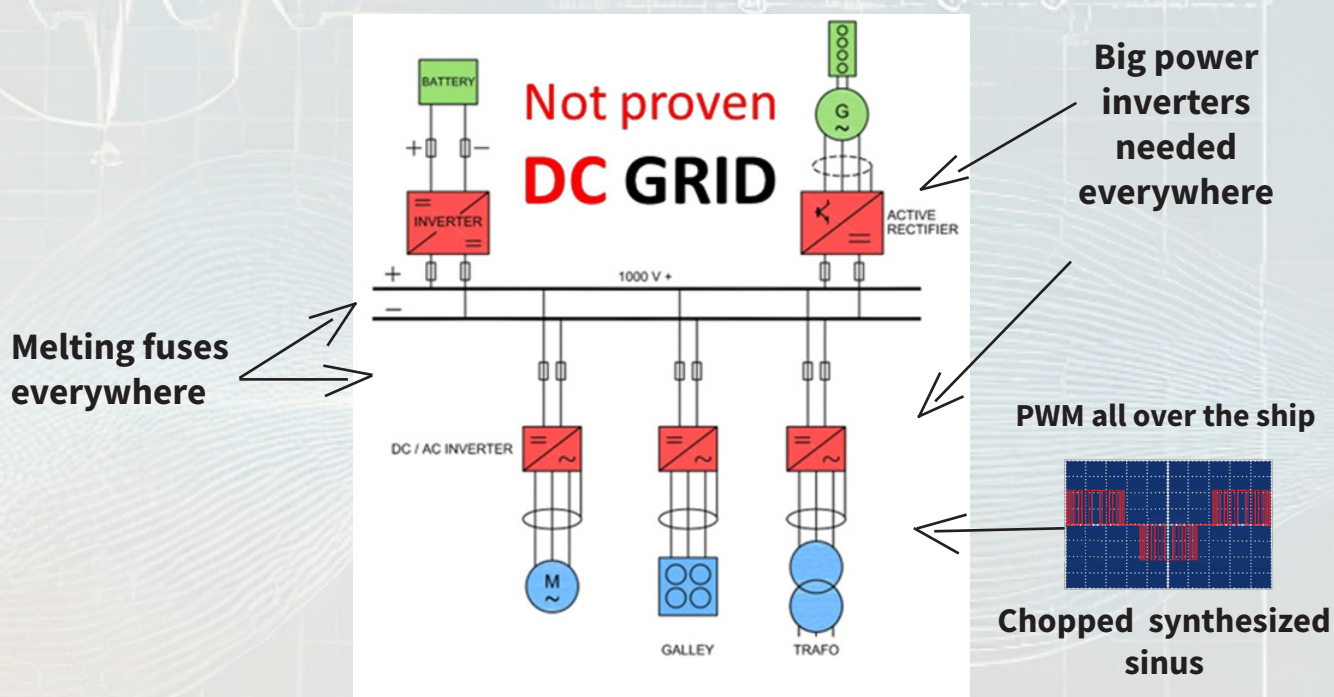 Big power
inverters
needed
everywhere
BATTERY
Not proven
DC GRID
G
~
+
–
=
INVERTER
=
=
ACTIVE
RECTIFIER
+
1000 V +
–
Melting fuses
everywhere
DC / AC INVERTER
=
~
=
~
=
~
PWM all over the ship
M
~
GALLEY
TRAFO
Chopped synthesized
sinus